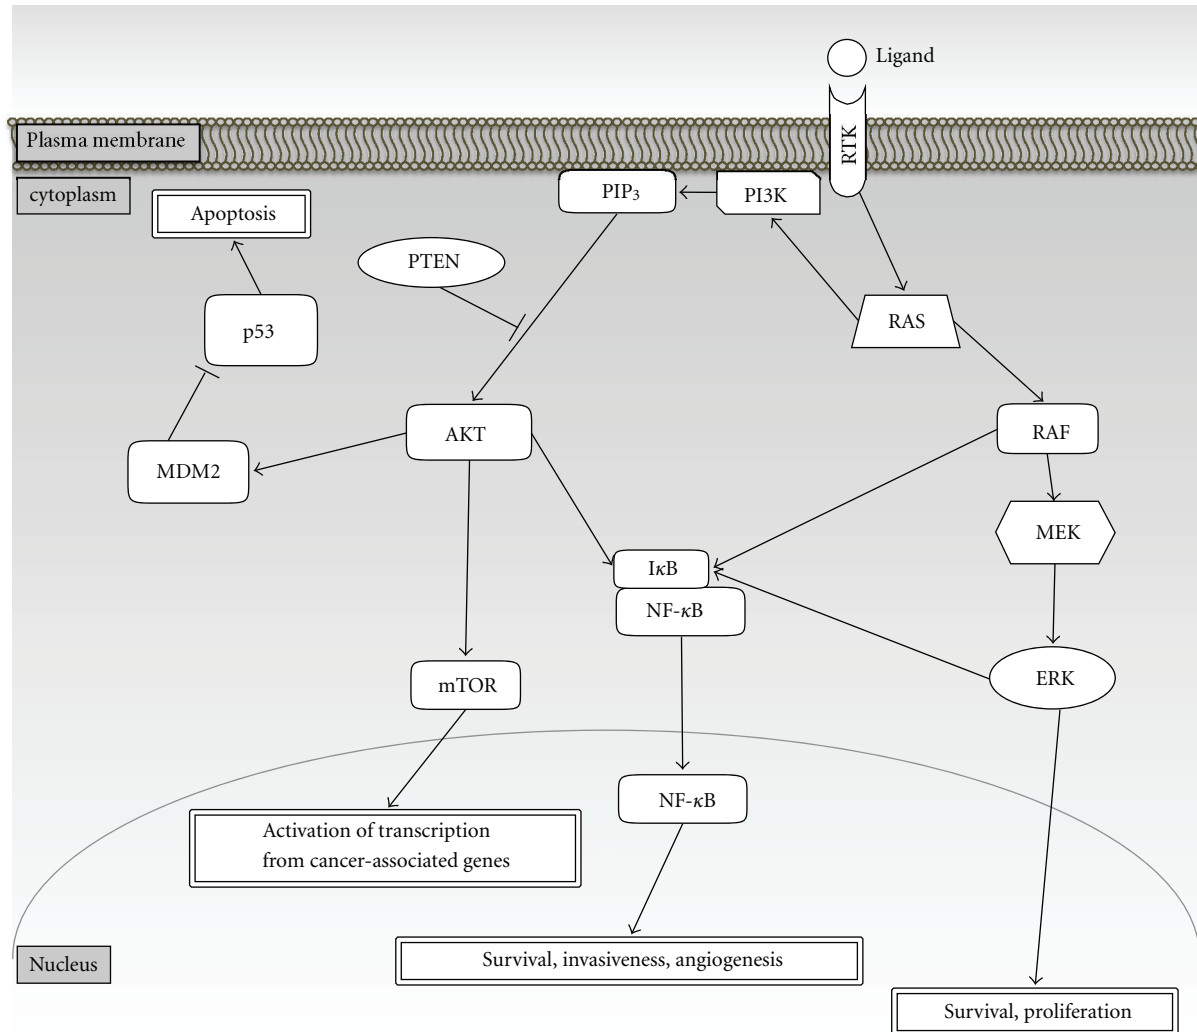 Ligand
Plasma membrane
RTK
cytoplasm
Apoptosis
PIP₃
PI3K
PTEN
p53
RAS
AKT
RAF
MDM2
MEK
IκB
NF-κB
mTOR
ERK
NF-κB
Activation of transcription
from cancer-associated genes
Nucleus
Survival, invasiveness, angiogenesis
Survival, proliferation